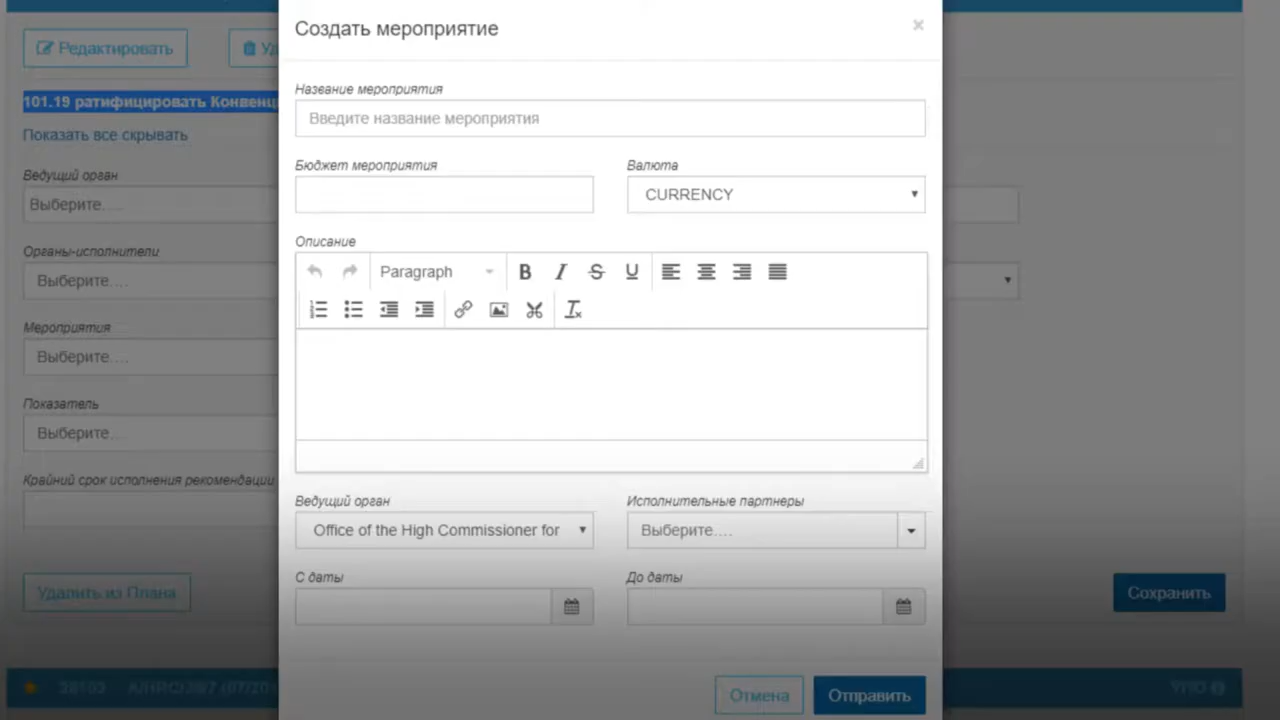 Создать мероприятие
×
Редактировать
101.19 ратифицировать Конвенц
Показать все скрывать
Название мероприятия
Введите название мероприятия
Бюджет мероприятия
Валюта
CURRENCY
Ведущий орган
Выберите....
Описание
Paragraph
Органы-исполнители
Выберите....
Мероприятия
Выберите....
Показатель
Выберите....
Крайний срок исполнения рекомендации
Ведущий орган
Исполнительные партнеры
Office of the High Commissioner for
Выберите....
С даты
До даты
Удалить из Плана
Сохранить
Отмена
Отправить